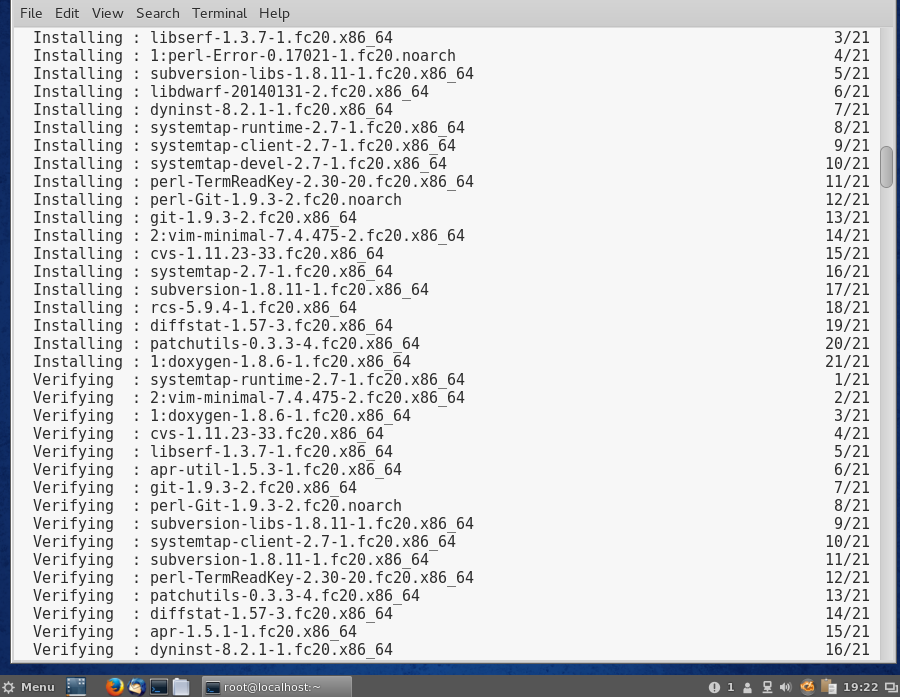 File Edit View Search Terminal Help
Installing : libserf-1.3.7-1.fc20.x86_64 3/21
Installing : 1:perl-Error-0.17021-1.fc20.noarch 4/21
Installing : subversion-libs-1.8.11-1.fc20.x86_64 5/21
Installing : libdwarf-20140131-2.fc20.x86_64 6/21
Installing : dyninst-8.2.1-1.fc20.x86_64 7/21
Installing : systemtap-runtime-2.7-1.fc20.x86_64 8/21
Installing : systemtap-client-2.7-1.fc20.x86_64 9/21
Installing : systemtap-devel-2.7-1.fc20.x86_64 10/21
Installing : perl-TermReadKey-2.30-20.fc20.x86_64 11/21
Installing : perl-Git-1.9.3-2.fc20.noarch 12/21
Installing : git-1.9.3-2.fc20.x86_64 13/21
Installing : 2:vim-minimal-7.4.475-2.fc20.x86_64 14/21
Installing : cvs-1.11.23-33.fc20.x86_64 15/21
Installing : systemtap-2.7-1.fc20.x86_64 16/21
Installing : subversion-1.8.11-1.fc20.x86_64 17/21
Installing : rcs-5.9.4-1.fc20.x86_64 18/21
Installing : diffstat-1.57-3.fc20.x86_64 19/21
Installing : patchutils-0.3.3-4.fc20.x86_64 20/21
Installing : 1:doxygen-1.8.6-1.fc20.x86_64 21/21
Verifying : systemtap-runtime-2.7-1.fc20.x86_64 1/21
Verifying : 2:vim-minimal-7.4.475-2.fc20.x86_64 2/21
Verifying : 1:doxygen-1.8.6-1.fc20.x86_64 3/21
Verifying : cvs-1.11.23-33.fc20.x86_64 4/21
Verifying : libserf-1.3.7-1.fc20.x86_64 5/21
Verifying : apr-util-1.5.3-1.fc20.x86_64 6/21
Verifying : git-1.9.3-2.fc20.x86_64 7/21
Verifying : perl-Git-1.9.3-2.fc20.noarch 8/21
Verifying : subversion-libs-1.8.11-1.fc20.x86_64 9/21
Verifying : systemtap-client-2.7-1.fc20.x86_64 10/21
Verifying : subversion-1.8.11-1.fc20.x86_64 11/21
Verifying : perl-TermReadKey-2.30-20.fc20.x86_64 12/21
Verifying : patchutils-0.3.3-4.fc20.x86_64 13/21
Verifying : diffstat-1.57-3.fc20.x86_64 14/21
Verifying : apr-1.5.1-1.fc20.x86_64 15/21
Verifying : dyninst-8.2.1-1.fc20.x86_64 16/21
Menu root@localhost:~ 1 19:22